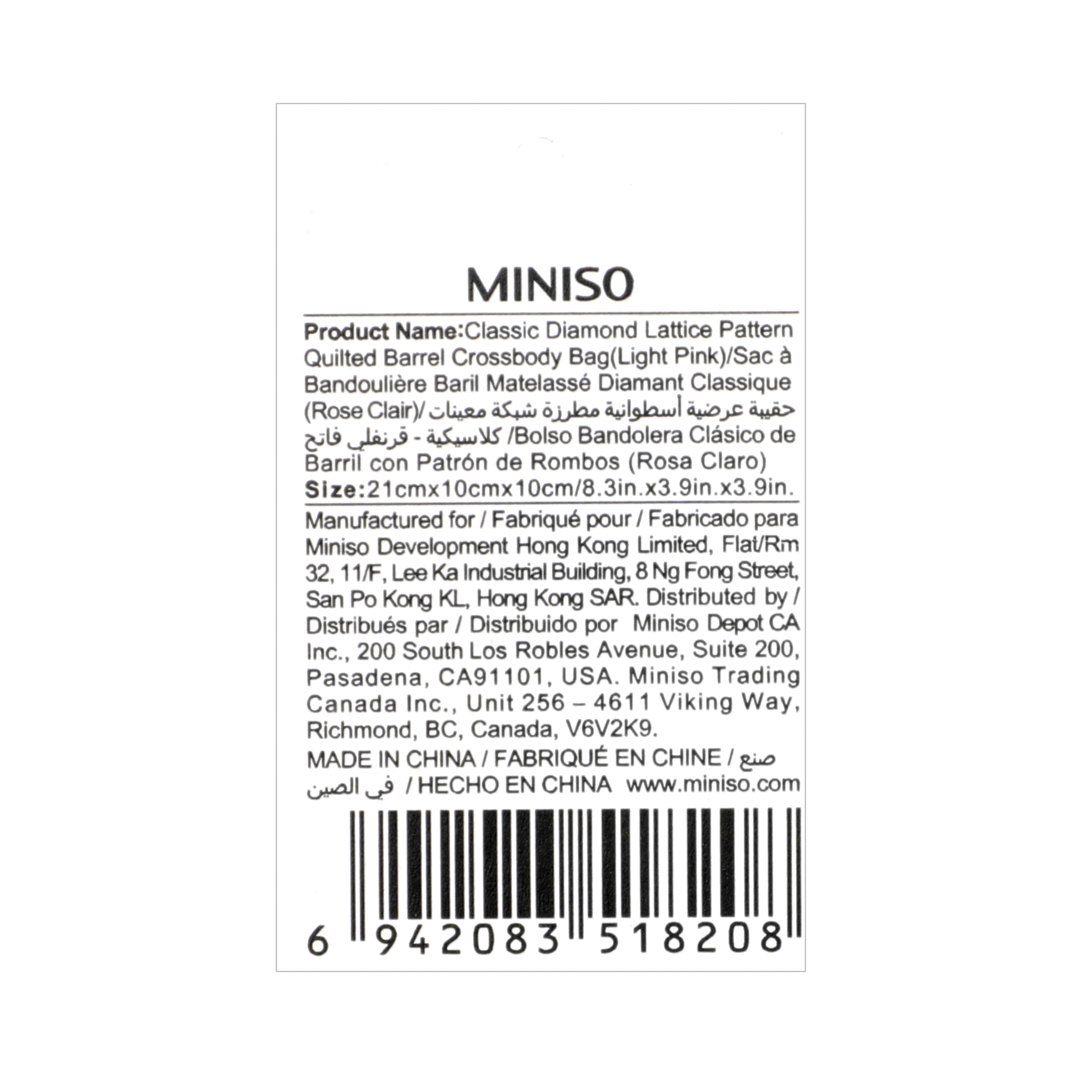 MINISO
Product Name:Classic Diamond Lattice Pattern
Quilted Barrel Crossbody Bag(Light Pink)/Sac à
Bandoulière Baril Matelassé Diamant Classique
(Rose Clair)/حقيبة عرضية أسطوانية مطرزة شبكة معينات
كلاسيكية - قرنفلي فاتح /Bolso Bandolera Clásico de
Barril con Patrón de Rombos (Rosa Claro)
Size:21cmx10cmx10cm/8.3in.x3.9in.x3.9in.
Manufactured for / Fabriqué pour / Fabricado para
Miniso Development Hong Kong Limited, Flat/Rm
32, 11/F, Lee Ka Industrial Building, 8 Ng Fong Street,
San Po Kong KL, Hong Kong SAR. Distributed by /
Distribués par / Distribuido por Miniso Depot CA
Inc., 200 South Los Robles Avenue, Suite 200,
Pasadena, CA91101, USA. Miniso Trading
Canada Inc., Unit 256 – 4611 Viking Way,
Richmond, BC, Canada, V6V2K9.
MADE IN CHINA / FABRIQUÉ EN CHINE / صنع
في الصين / HECHO EN CHINA www.miniso.com
6 942083 518208